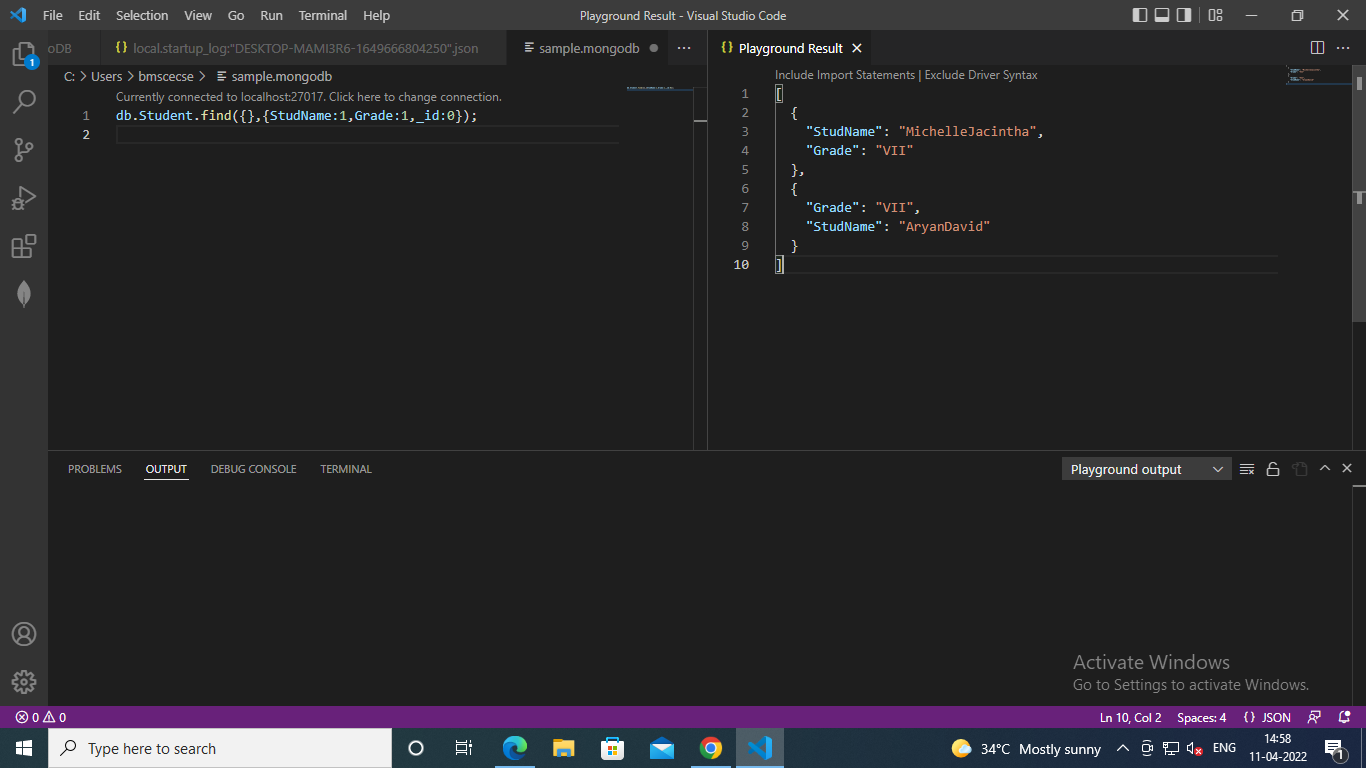 File Edit Selection View Go Run Terminal Help Playground Result - Visual Studio Code
oDB {} local.startup_log:"DESKTOP-MAMI3R6-1649666804250".json sample.mongodb ● ··· {} Playground Result ···
C: > Users > bmscecse > sample.mongodb
Currently connected to localhost:27017. Click here to change connection.
1 db.Student.find({},{StudName:1,Grade:1,_id:0});
2
Include Import Statements | Exclude Driver Syntax
1 [
2 {
3 "StudName": "MichelleJacintha",
4 "Grade": "VII"
5 },
6 {
7 "Grade": "VII",
8 "StudName": "AryanDavid"
9 }
10 ]
1
PROBLEMS OUTPUT DEBUG CONSOLE TERMINAL Playground output
Activate Windows
Go to Settings to activate Windows.
0 0 Ln 10, Col 2 Spaces: 4 {} JSON
Type here to search 34°C Mostly sunny ENG
14:58
11-04-2022
1